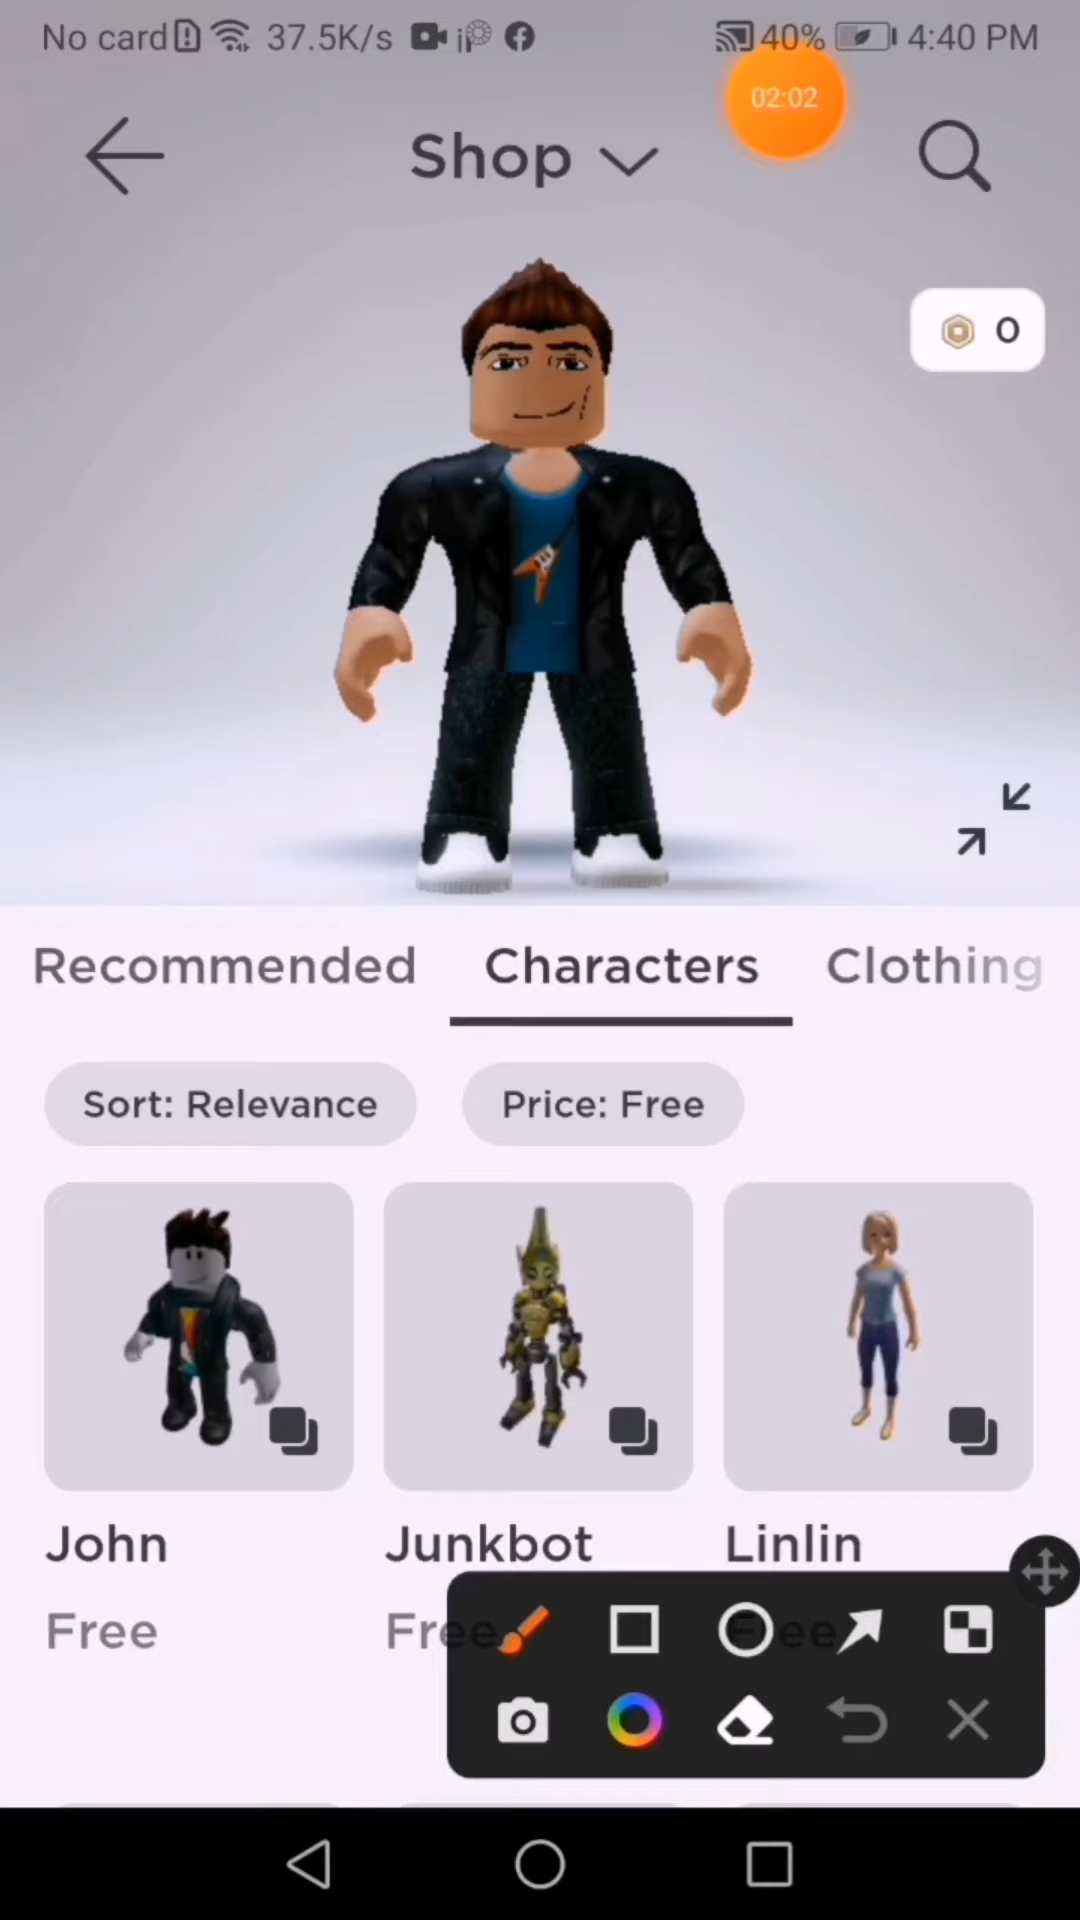 No card 37.5K/s 40% 4:40 PM
02:02
Shop
0
Recommended Characters Clothing
Sort: Relevance Price: Free
John Junkbot Linlin
Free Free Free